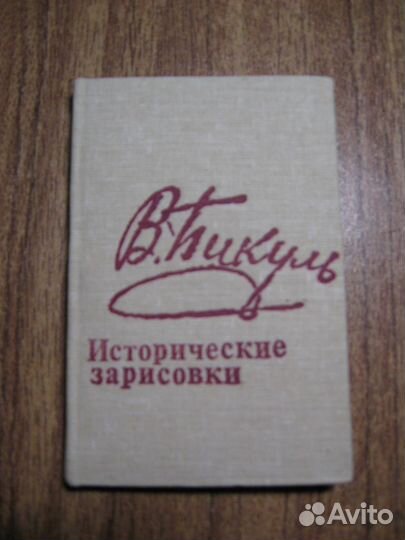 В. Пикуль
Исторические
зарисовки
Avito